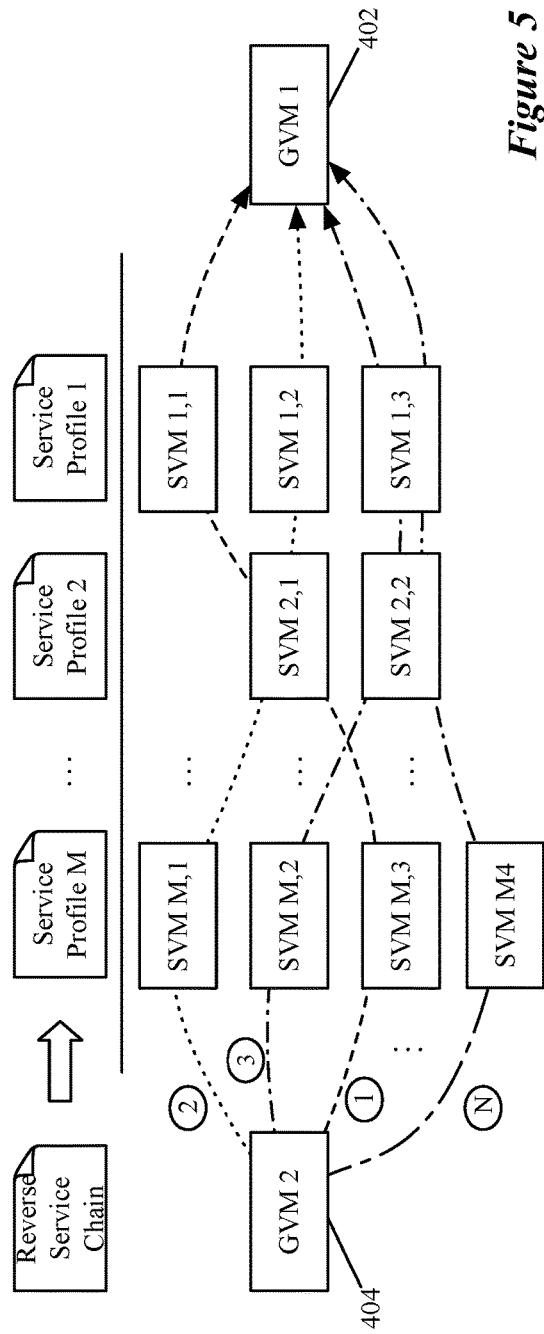 Reverse
Service
Chain
Service
Profile M
...
Service
Profile 2
Service
Profile 1
GVM 2
404
2
3
1
...
N
SVM M,1
SVM M,2
SVM M,3
SVM M4
...
...
...
SVM 2,1
SVM 2,2
SVM 1,1
SVM 1,2
SVM 1,3
GVM 1
402
Figure 5